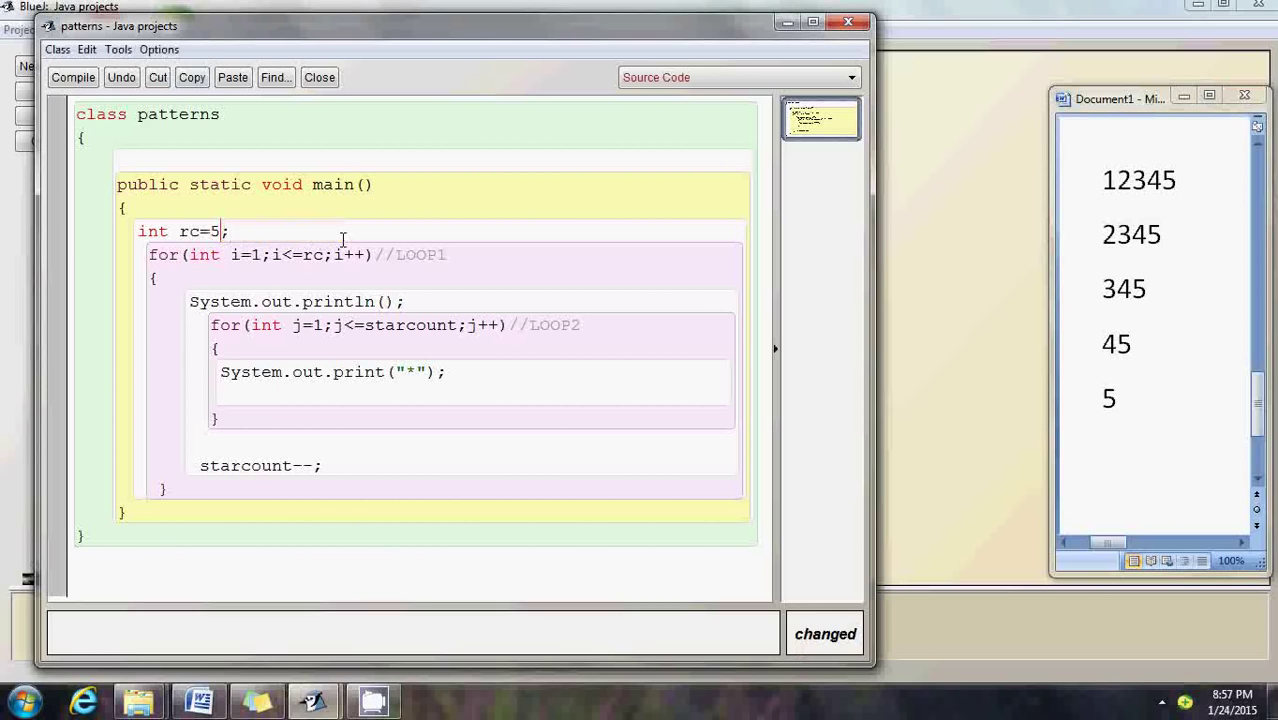 BlueJ: Java projects
patterns - Java projects
Class Edit Tools Options
Compile Undo Cut Copy Paste Find... Close
Source Code
class patterns
{
public static void main()
{
int rc=5;
for(int i=1;i<=rc;i++)//LOOP1
{
System.out.println();
for(int j=1;j<=starcount;j++)//LOOP2
{
System.out.print("*");
}
starcount--;
}
}
}
changed
Document1 - Mi...
12345
2345
345
45
5
100%
8:57 PM
1/24/2015